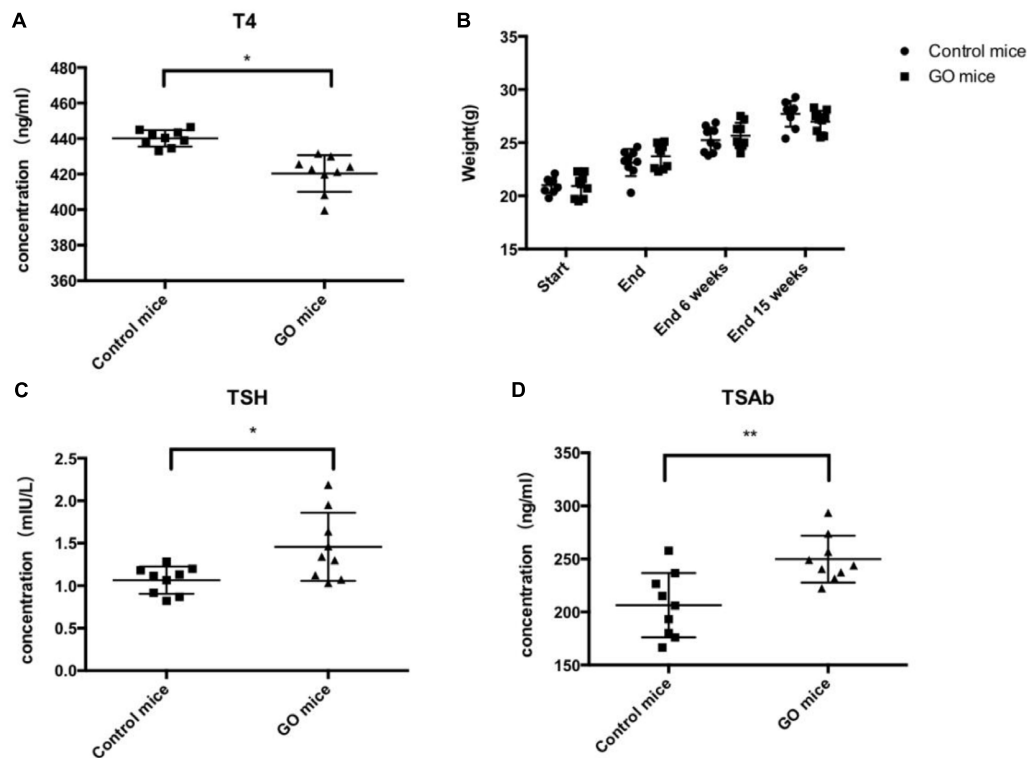 A
T4
*
480
460
440
420
400
380
360
concentration （ng/ml）
Control mice
GO mice
B
35
30
25
20
15
Weight(g)
Start
End
End 6 weeks
End 15 weeks
Control mice
GO mice
C
TSH
*
2.5
2.0
1.5
1.0
0.5
0.0
concentration （mIU/L）
Control mice
GO mice
D
TSAb
**
350
300
250
200
150
concentration （ng/ml）
Control mice
GO mice